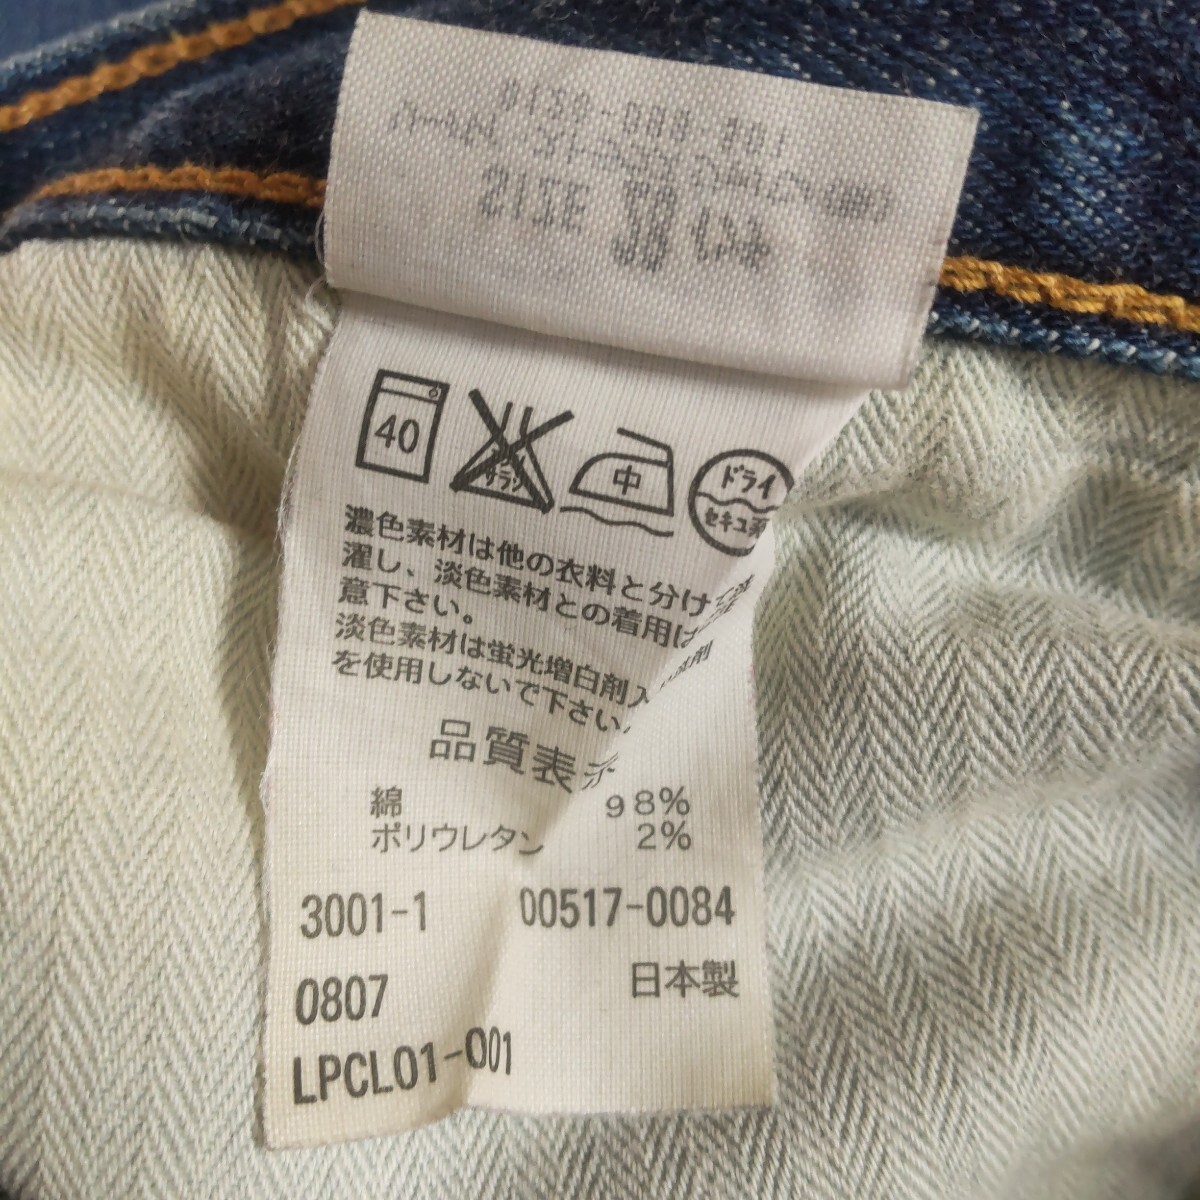 40
サラシ
中
ドライ
セキユ系
濃色素材は他の衣料と分け
濯し、淡色素材との着用は
意下さい。
淡色素材は蛍光増白剤入
を使用しないで下さい。
品質表示
綿 98%
ポリウレタン 2%
3001-1 00517-0084
0807 日本製
LPCL01-001